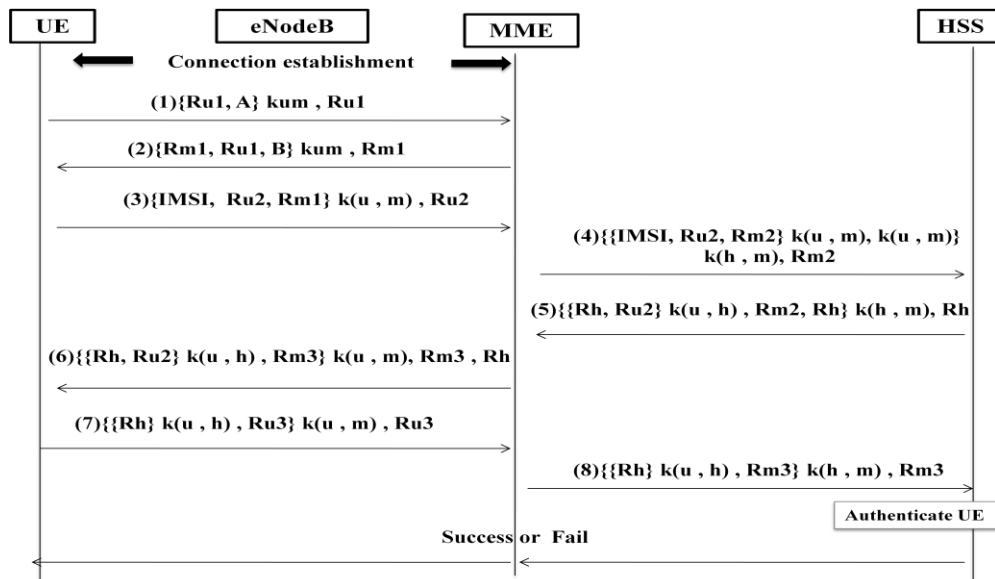 UE eNodeB MME HSS
Connection establishment
(1){Ru1, A} kum , Ru1
(2){Rm1, Ru1, B} kum , Rm1
(3){IMSI, Ru2, Rm1} k(u , m) , Ru2
(4){{IMSI, Ru2, Rm2} k(u , m), k(u , m)}
k(h , m), Rm2
(5){{Rh, Ru2} k(u , h) , Rm2, Rh} k(h , m), Rh
(6){{Rh, Ru2} k(u , h) , Rm3} k(u , m), Rm3 , Rh
(7){{Rh} k(u , h) , Ru3} k(u , m) , Ru3
(8){{Rh} k(u , h) , Rm3} k(h , m) , Rm3
Authenticate UE
Success or Fail